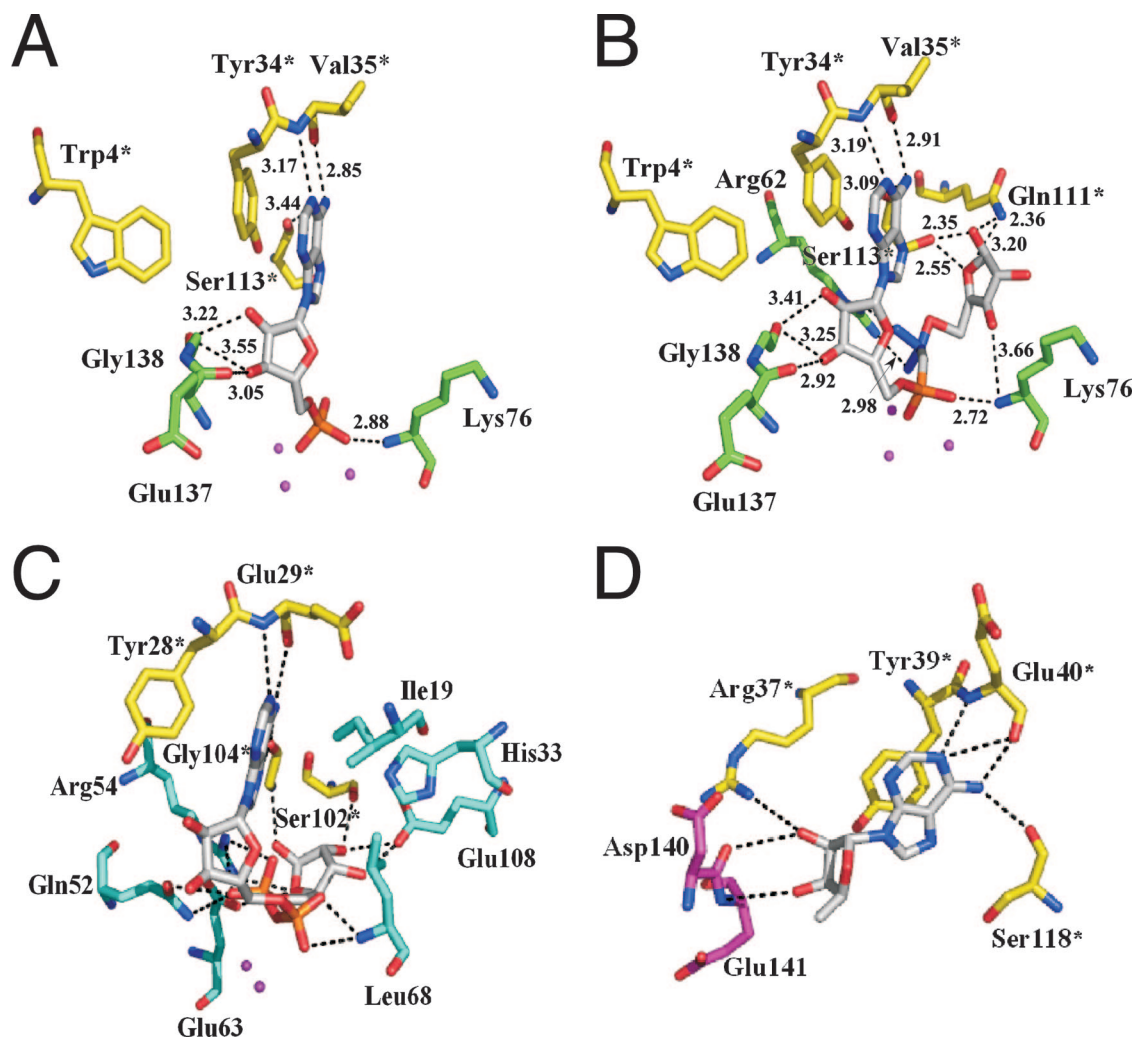 A
Tyr34* Val35*
Trp4*
3.17
2.85
3.44
Ser113*
3.22
Gly138
3.55
3.05
2.88
Lys76
Glu137
B
Val35*
Tyr34*
2.91
3.19
Trp4*
Arg62
3.09
Gln111*
2.35
2.36
Ser113*
3.20
2.55
3.41
Gly138
3.25
3.66
2.92
Lys76
2.98
2.72
Glu137
C
Glu29*
Tyr28*
Ile19
Gly104*
His33
Arg54
Ser102*
Glu108
Gln52
Leu68
Glu63
D
Tyr39*
Glu40*
Arg37*
Asp140
Ser118*
Glu141